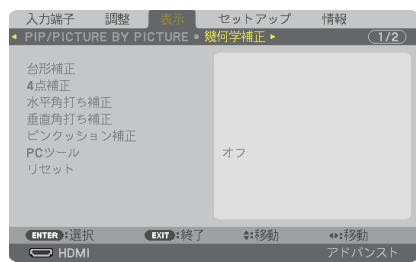 入力端子 調整 表示 セットアップ 情報
◂ PIP/PICTURE BY PICTURE • 幾何学補正 ▸ 1/2
台形補正
4点補正
水平角打ち補正
垂直角打ち補正
ピンクッション補正
PCツール オフ
リセット
ENTER:選択 EXIT:終了 ♦:移動 ◂▸:移動
HDMI アドバンスト